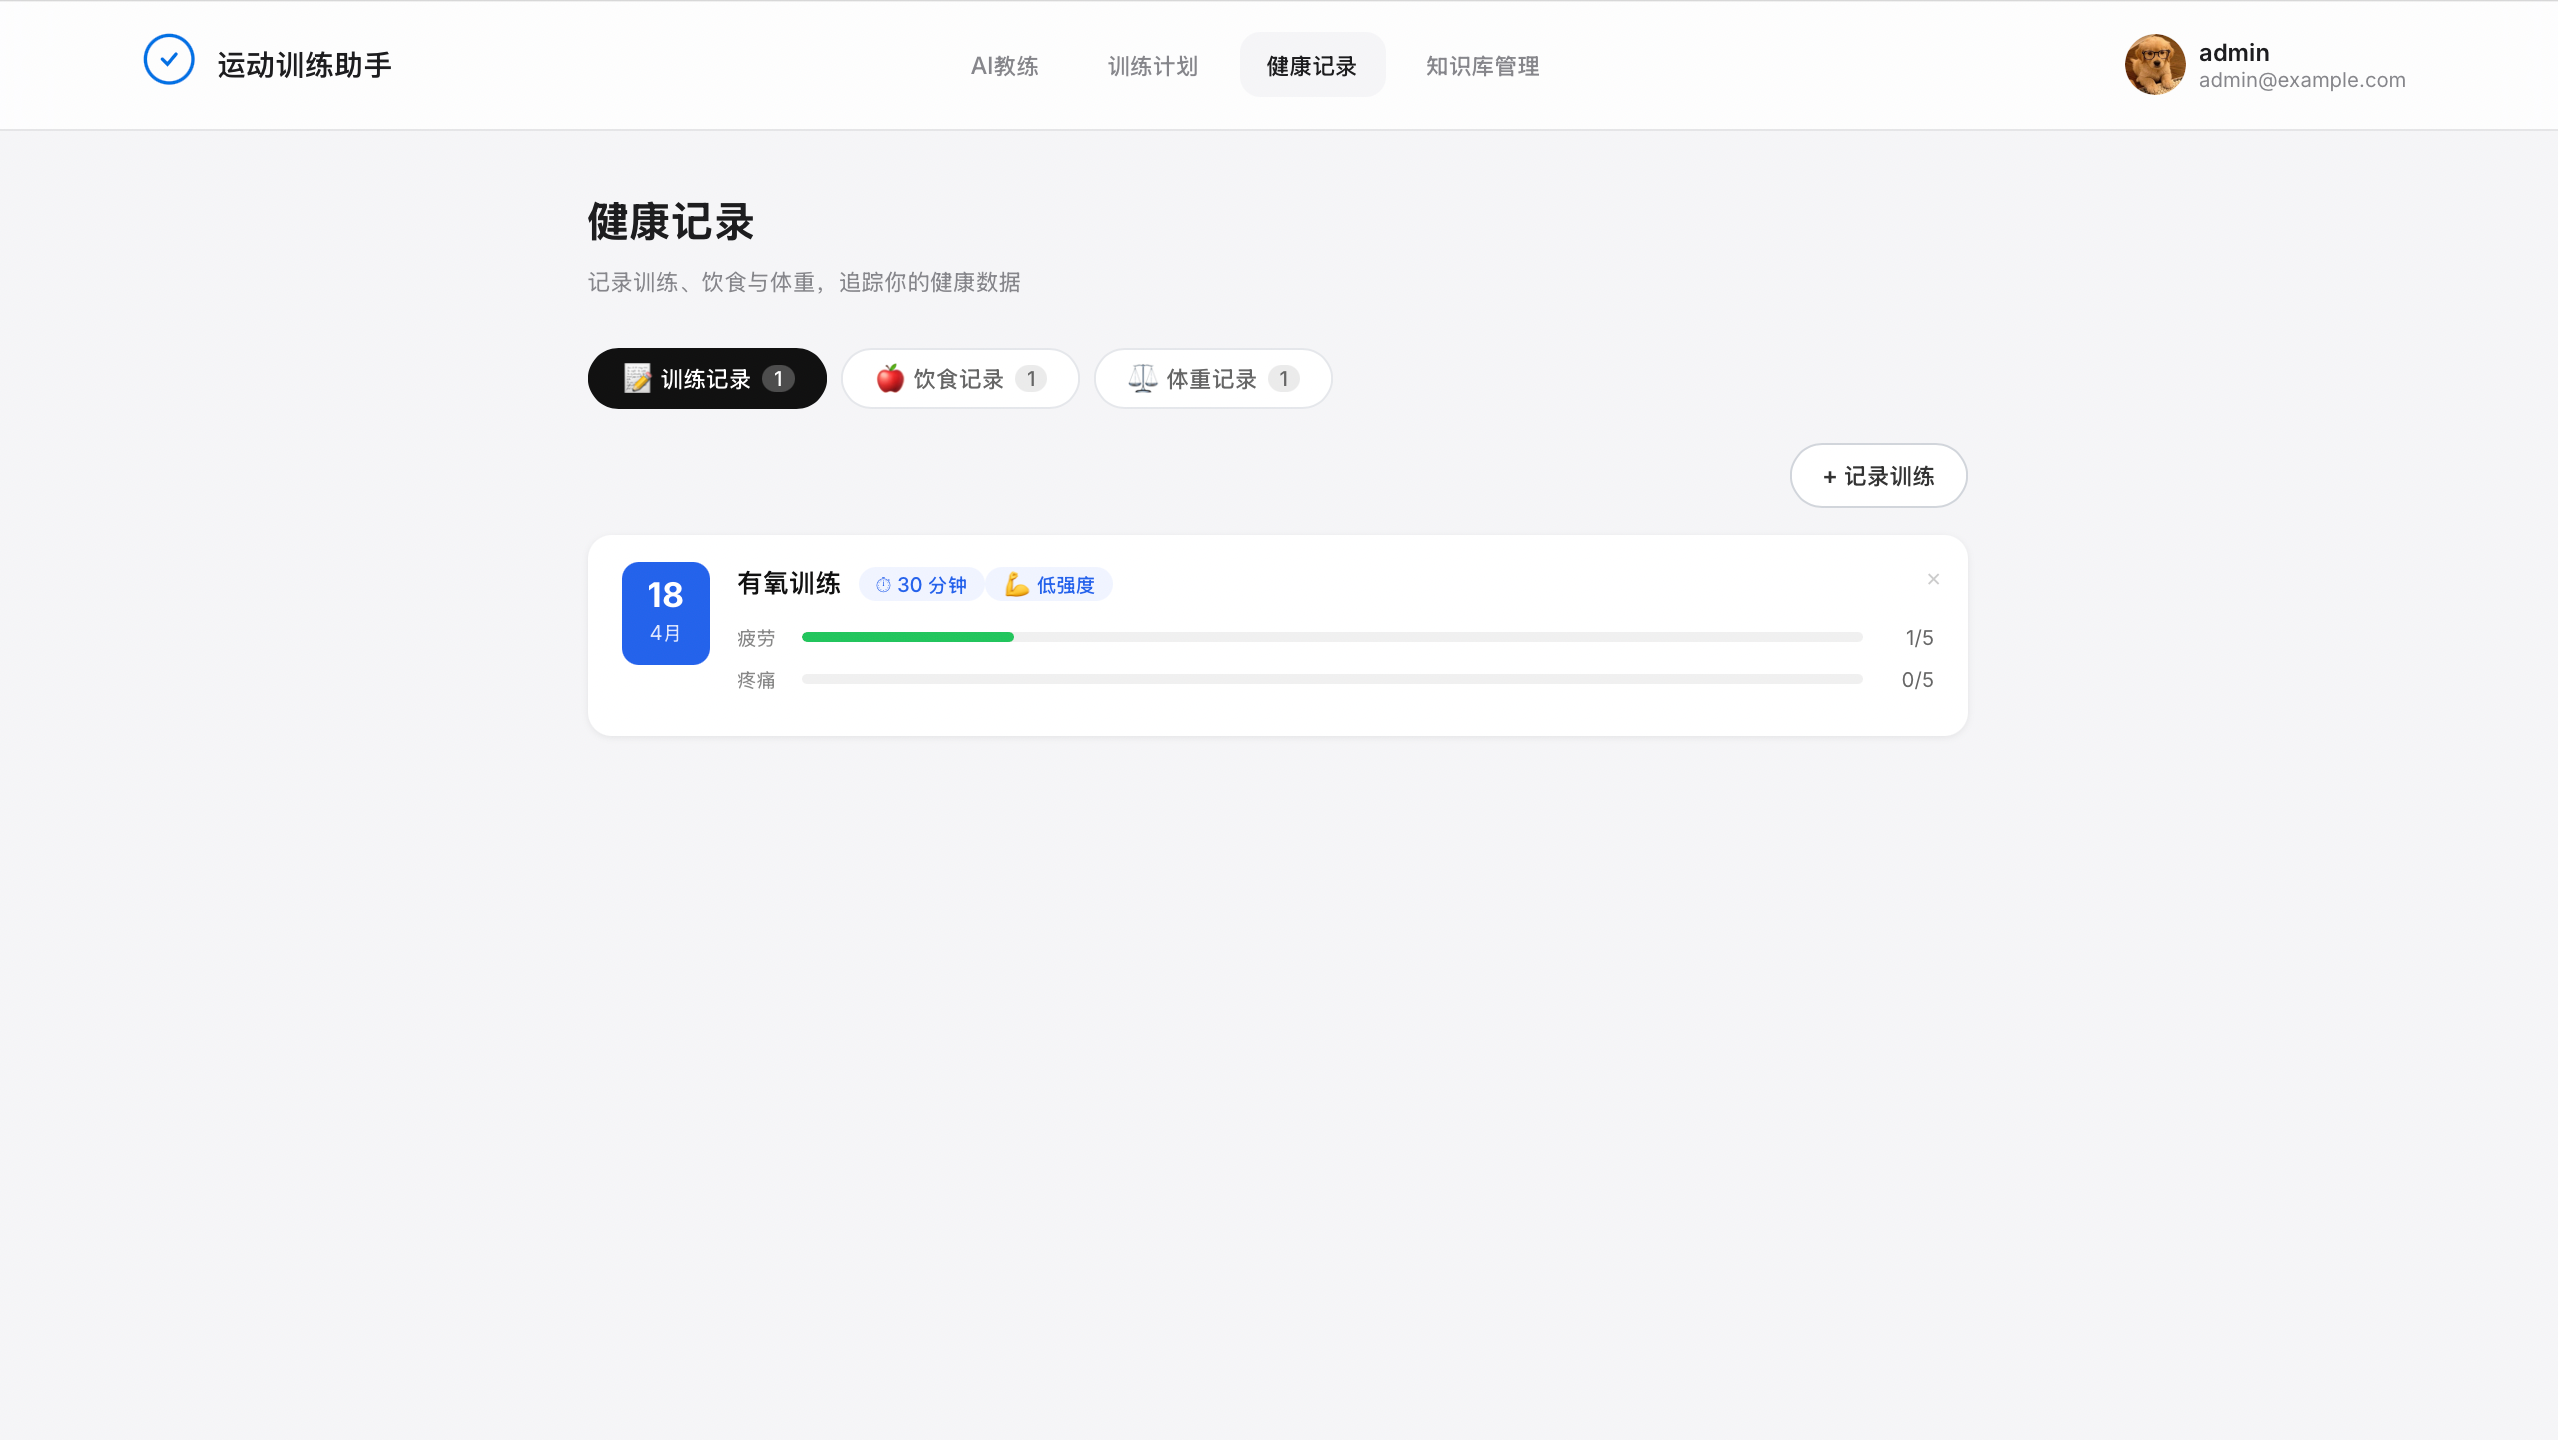 运动训练助手
AI教练 训练计划 健康记录 知识库管理
admin
admin@example.com
健康记录
记录训练、饮食与体重，追踪你的健康数据
📝 训练记录 1 🍎 饮食记录 1 ⚖️ 体重记录 1
+ 记录训练
18
4月
有氧训练 ⏱ 30 分钟 💪 低强度 ×
疲劳 1/5
疼痛 0/5